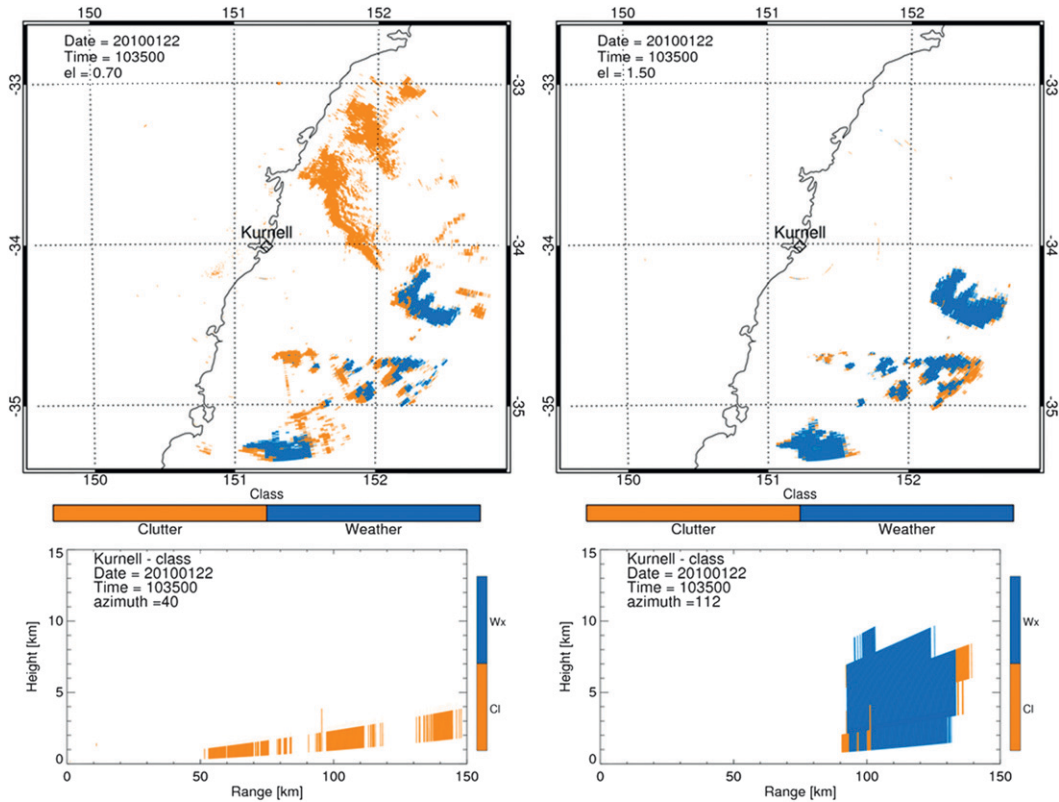 150 151 152
Date = 20100122
Time = 103500
el = 0.70
-33
-33
Kurnell
-34
-34
-35
-35
150 151 152
Class
Clutter Weather
150 151 152
Date = 20100122
Time = 103500
el = 1.50
-33
-33
Kurnell
-34
-34
-35
-35
150 151 152
Class
Clutter Weather
Kurnell - class
Date = 20100122
Time = 103500
azimuth =40
15
10
5
0
Height [km]
0 50 100 150
Range [km]
Wx
Cl
Kurnell - class
Date = 20100122
Time = 103500
azimuth =112
15
10
5
0
Height [km]
0 50 100 150
Range [km]
Wx
Cl